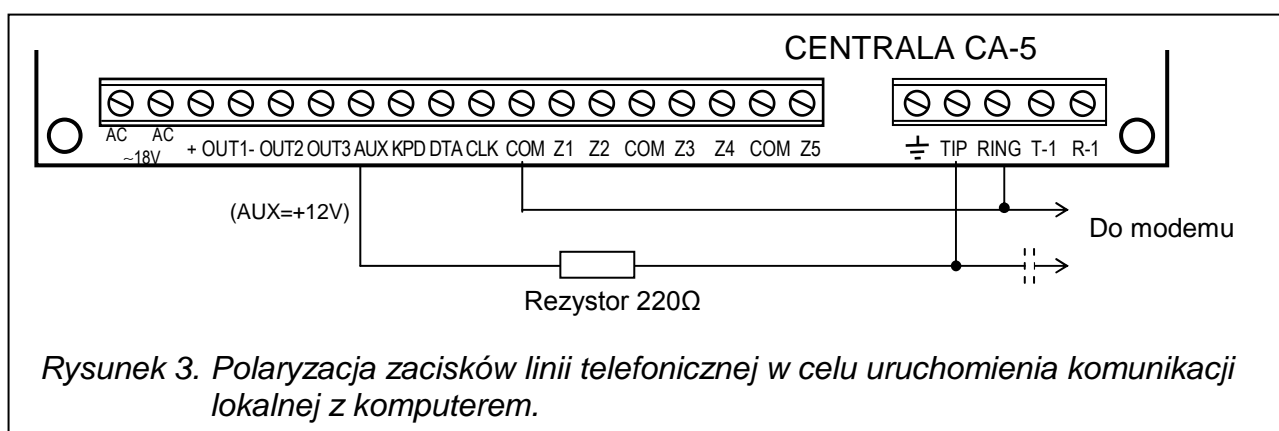 CENTRALA CA-5
AC AC
~18V
+ OUT1- OUT2 OUT3 AUX KPD DTA CLK COM Z1 Z2 COM Z3 Z4 COM Z5
TIP RING T-1 R-1
(AUX=+12V)
Do modemu
Rezystor 220Ω
Rysunek 3. Polaryzacja zacisków linii telefonicznej w celu uruchomienia komunikacji
lokalnej z komputerem.